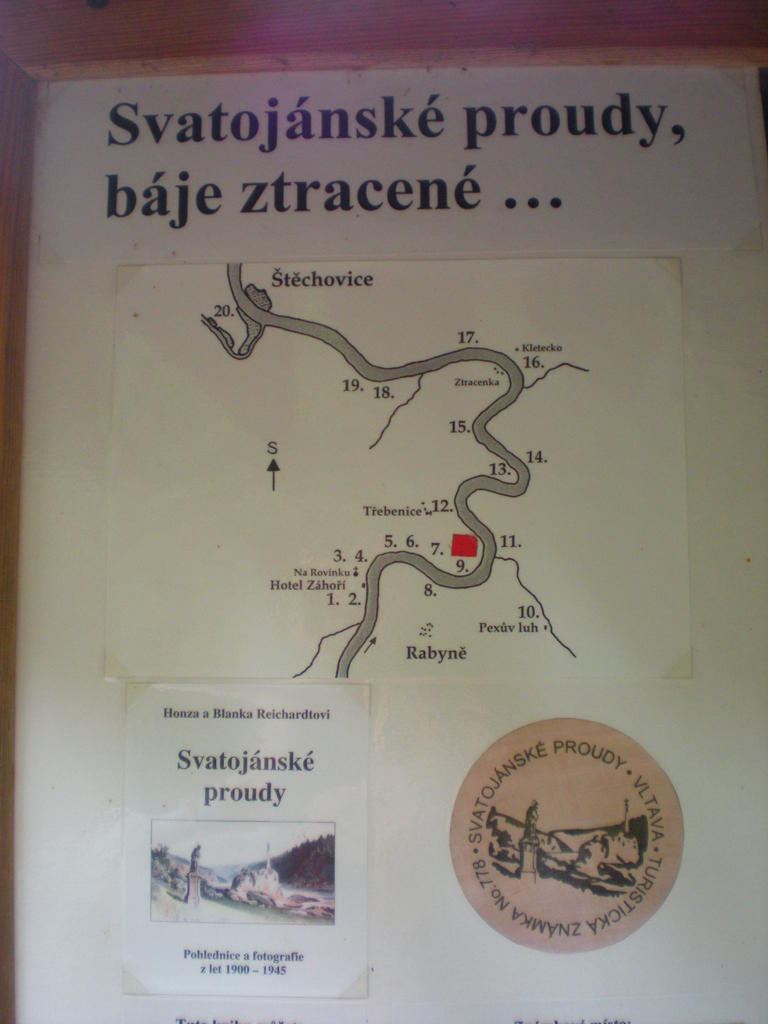 Svatojánské proudy,
báje ztracené ...
Štěchovice
20.
17.
Kletecko
16.
Ztracenka
19.
18.
15.
S
14.
13.
Třebenice
12.
5. 6.
7.
11.
3. 4.
Na Rovínku
9.
Hotel Záhoří
8.
1. 2.
10.
Pexův luh
Rabyně
Honza a Blanka Reichardtovi
Svatojánské
proudy
Pohlednice a fotografie
z let 1900 – 1945
SVATOJÁNSKÉ PROUDY • VLTAVA • TURISTICKÁ ZNÁMKA No.778 •